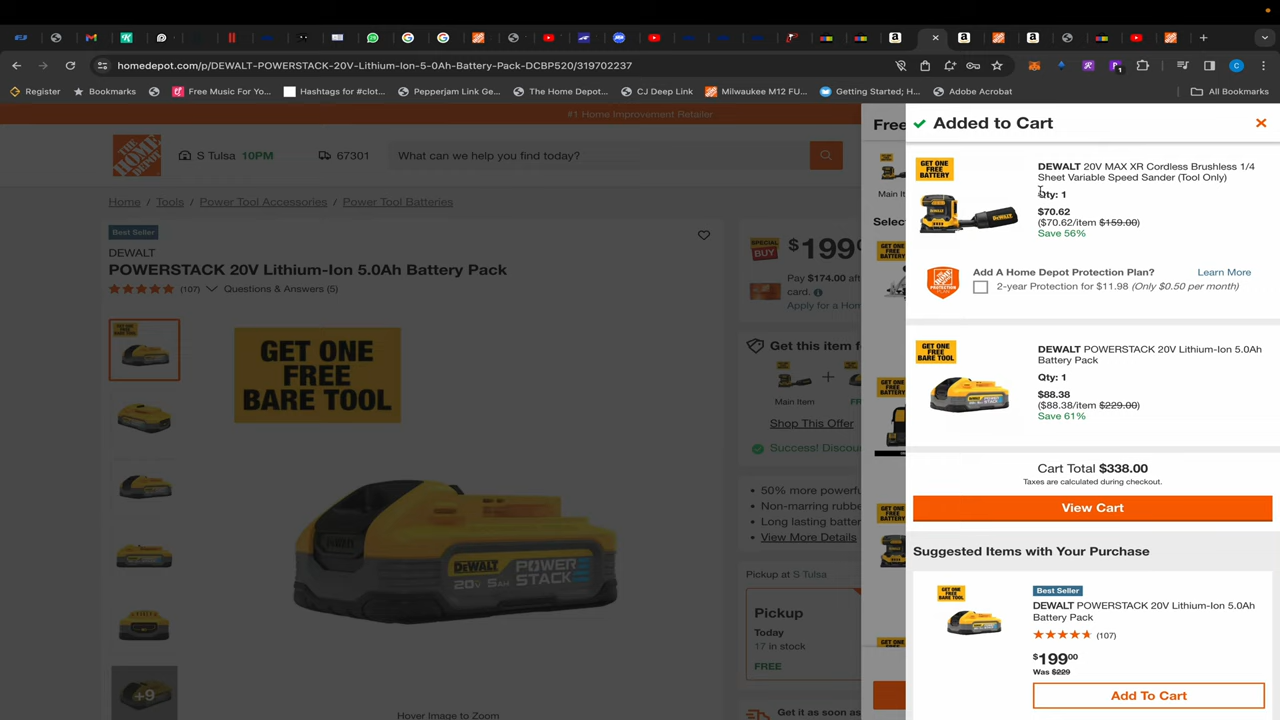 homedepot.com/p/DEWALT-POWERSTACK-20V-Lithium-Ion-5-0Ah-Battery-Pack-DCBP520/319702237
Register
Bookmarks
Free Music For You...
Hashtags for #clot...
Pepperjam Link Ge...
The Home Depot...
CJ Deep Link
Milwaukee M12 FU...
Getting Started; H...
Adobe Acrobat
All Bookmarks
#1 Home Improvement Retailer
THE HOME DEPOT
S Tulsa 10PM
67301
What can we help you find today?
Home / Tools /
Best Seller
DEWALT
POWERSTACK 20V Lithium-Ion 5.0Ah Battery Pack
(107)
Questions & Answers (5)
GET ONE
FREE
BARE TOOL
DEWALT
20V 5AH
POWER
STACK
+9
Hover Image to Zoom
SPECIAL
BUY
$199
Pay $174.00 after
card.
Apply for a Hom
Get this item f
Main Item
Shop This Offer
Success! Discoun
50% more powerfu
Non-marring rubbe
Long lasting batter
View More Details
Pickup at S Tulsa
Pickup
Today
17 in stock
FREE
Get it as soon as
Free
Main It
Select
Added to Cart
GET ONE
FREE
BATTERY
DEWALT 20V MAX XR Cordless Brushless 1/4
Sheet Variable Speed Sander (Tool Only)
Qty: 1
$70.62
($70.62/item $159.00)
Save 56%
Add A Home Depot Protection Plan?
Learn More
2-year Protection for $11.98 (Only $0.50 per month)
GET ONE
FREE
BARE TOOL
DEWALT POWERSTACK 20V Lithium-Ion 5.0Ah
Battery Pack
Qty: 1
$88.38
($88.38/item $229.00)
Save 61%
Cart Total $338.00
Taxes are calculated during checkout.
View Cart
Suggested Items with Your Purchase
GET ONE
FREE
BARE TOOL
Best Seller
DEWALT POWERSTACK 20V Lithium-Ion 5.0Ah
Battery Pack
(107)
$199.00
Was $229
Add To Cart